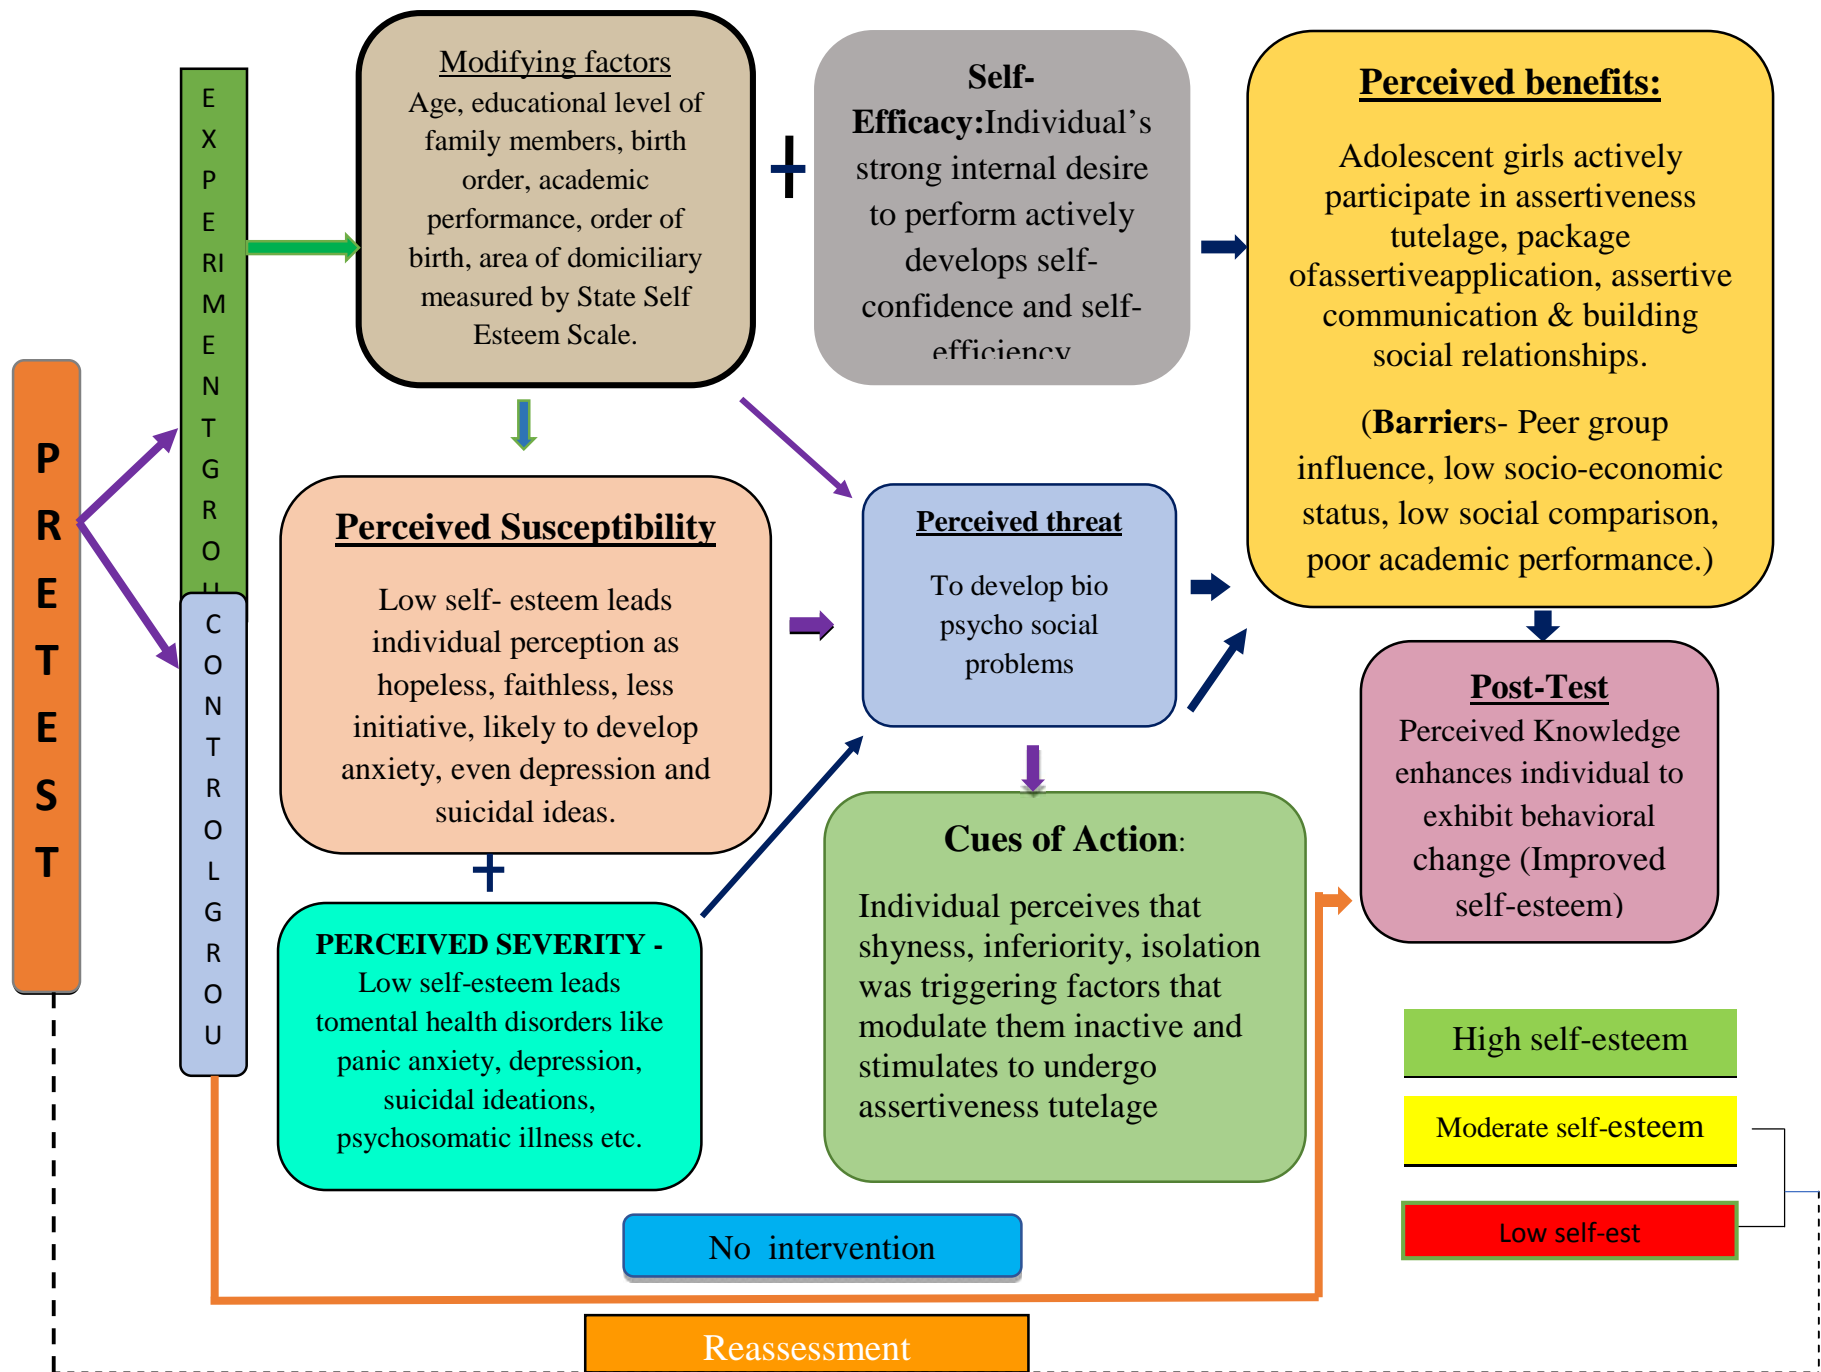 P
R
E
T
E
S
T
E
X
P
E
RI
M
E
N
T
G
R
O
U
C
O
N
T
R
O
L
G
R
O
U
Modifying factors
Age, educational level of
family members, birth
order, academic
performance, order of
birth, area of domiciliary
measured by State Self
Esteem Scale.
Self-
Efficacy:Individual’s
strong internal desire
to perform actively
develops self-
confidence and self-
efficiency
Perceived benefits:
Adolescent girls actively
participate in assertiveness
tutelage, package
ofassertiveapplication, assertive
communication & building
social relationships.
(Barriers- Peer group
influence, low socio-economic
status, low social comparison,
poor academic performance.)
Perceived Susceptibility
Low self- esteem leads
individual perception as
hopeless, faithless, less
initiative, likely to develop
anxiety, even depression and
suicidal ideas.
Perceived threat
To develop bio
psycho social
problems
Post-Test
Perceived Knowledge
enhances individual to
exhibit behavioral
change (Improved
self-esteem)
PERCEIVED SEVERITY -
Low self-esteem leads
tomental health disorders like
panic anxiety, depression,
suicidal ideations,
psychosomatic illness etc.
Cues of Action:
Individual perceives that
shyness, inferiority, isolation
was triggering factors that
modulate them inactive and
stimulates to undergo
assertiveness tutelage
High self-esteem
Moderate self-esteem
Low self-est
No intervention
Reassessment